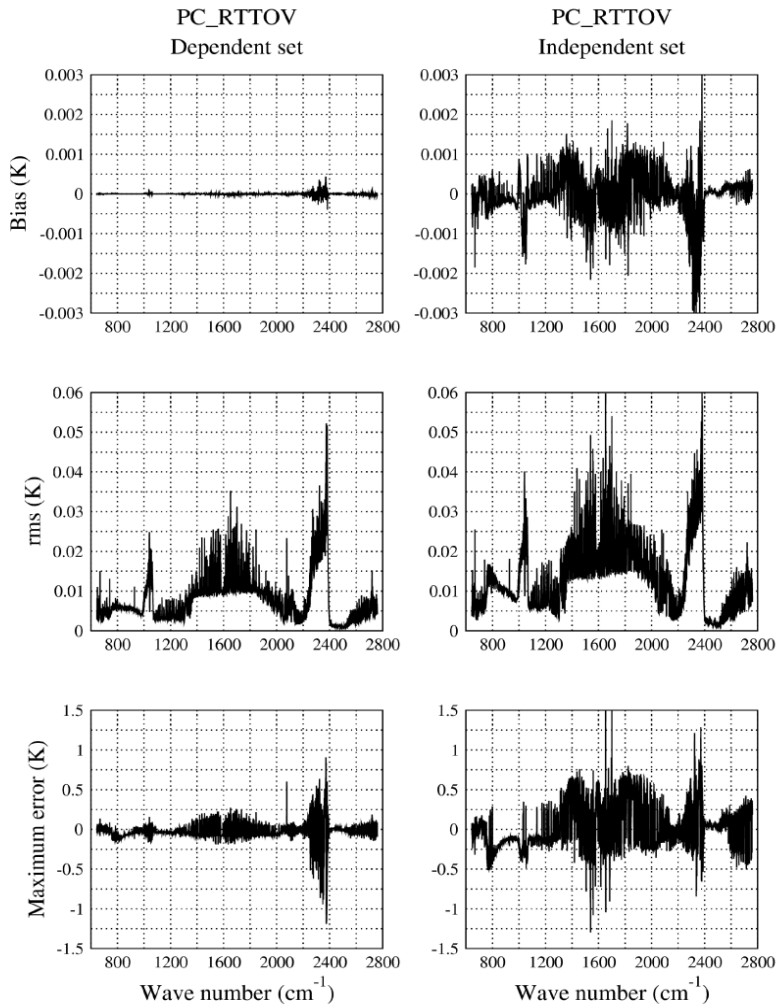 PC_RTTOV
Dependent set
PC_RTTOV
Independent set
Bias (K)
0.003
0.002
0.001
0
-0.001
-0.002
-0.003
800 1200 1600 2000 2400 2800
0.003
0.002
0.001
0
-0.001
-0.002
-0.003
800 1200 1600 2000 2400 2800
rms (K)
0.06
0.05
0.04
0.03
0.02
0.01
0
800 1200 1600 2000 2400 2800
0.06
0.05
0.04
0.03
0.02
0.01
0
800 1200 1600 2000 2400 2800
Maximum error (K)
1.5
1
0.5
0
-0.5
-1
-1.5
800 1200 1600 2000 2400 2800
Wave number (cm⁻¹)
1.5
1
0.5
0
-0.5
-1
-1.5
800 1200 1600 2000 2400 2800
Wave number (cm⁻¹)